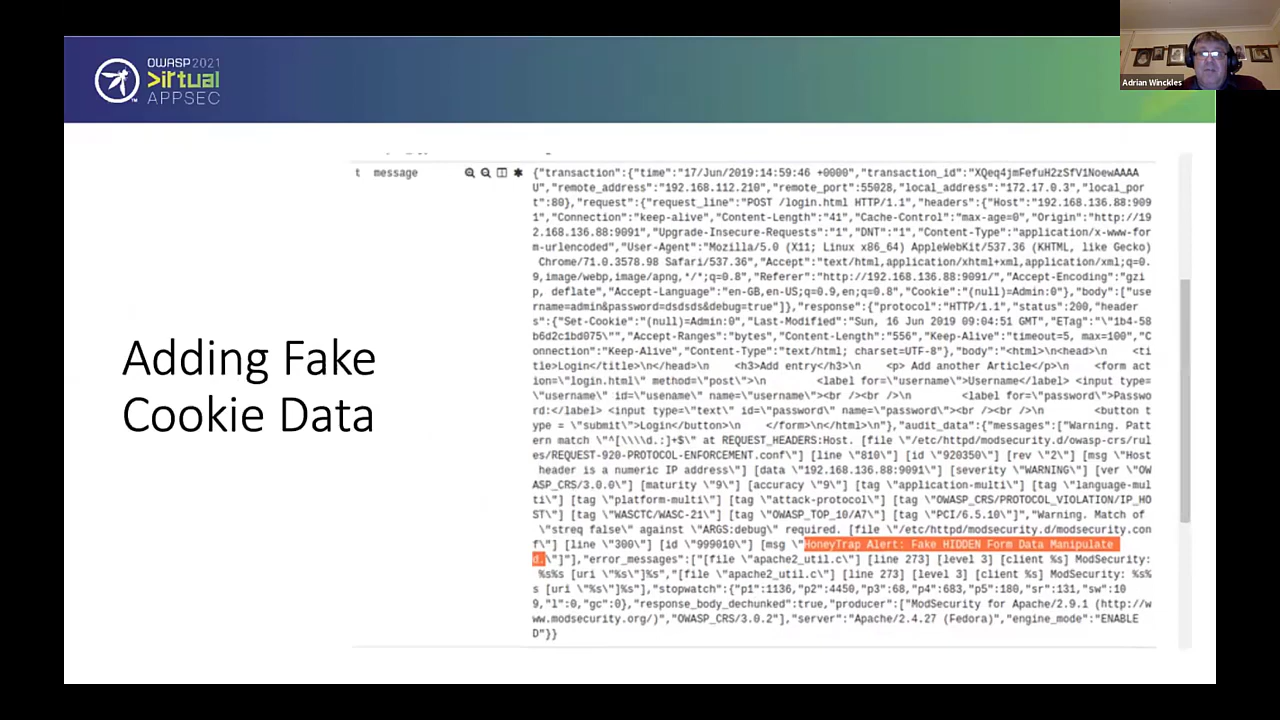 OWASP 2021
Virtual
APPSEC
Adrian Winckles
Adding Fake
Cookie Data
t message
{"transaction":{"time":"17/Jun/2019:14:59:46 +0000","transaction_id":"XQeq4jmFefuH2zSfViNoewAAAA
U","remote_address":"192.168.112.210","remote_port":55028,"local_address":"172.17.0.3","local_por
t":80},"request":{"request_line":"POST /login.html HTTP/1.1","headers":{"Host":"192.168.136.88:909
1","Connection":"keep-alive","Content-Length":"41","Cache-Control":"max-age=0","Origin":"http://19
2.168.136.88:9091","Upgrade-Insecure-Requests":"1","DNT":"1","Content-Type":"application/x-www-for
m-urlencoded","User-Agent":"Mozilla/5.0 (X11; Linux x86_64) AppleWebKit/537.36 (KHTML, like Gecko)
Chrome/71.0.3578.98 Safari/537.36","Accept":"text/html,application/xhtml+xml,application/xml;q=0.
9,image/webp,image/apng,*/*;q=0.8","Referer":"http://192.168.136.88:9091/","Accept-Encoding":"gzi
p, deflate","Accept-Language":"en-GB,en-US;q=0.9,en;q=0.8","Cookie":"(null)=Admin:0"},"body":["use
rname=admin&password=dsdsds&debug=true"]},"response":{"protocol":"HTTP/1.1","status":200,"header
s":{"Set-Cookie":"(null)=Admin:0","Last-Modified":"Sun, 16 Jun 2019 09:04:51 GMT","ETag":"\"1b4-58
b6d2c1bd075\"","Accept-Ranges":"bytes","Content-Length":"556","Keep-Alive":"timeout=5, max=100","C
onnection":"Keep-Alive","Content-Type":"text/html; charset=UTF-8"},"body":"<html>\n<head>\n <ti
tle>Login</title>\n</head>\n <h3>Add entry</h3>\n <p> Add another Article</p>\n <form act
ion=\"login.html\" method=\"post\">\n <label for=\"username\">Username</label> <input type=
\"username\" id=\"usename\" name=\"username\"><br /><br />\n <label for=\"password\">Passwo
rd:</label> <input type=\"text\" id=\"password\" name=\"password\"><br /><br />\n <button t
ype = \"submit\">Login</button>\n </form>\n</html>\n"},"audit_data":{"messages":["Warning. Patt
ern match \"^[\\\\d.:]+$\" at REQUEST_HEADERS:Host. [file \"/etc/httpd/modsecurity.d/owasp-crs/rul
es/REQUEST-920-PROTOCOL-ENFORCEMENT.conf\"] [line \"810\"] [id \"920350\"] [rev \"2\"] [msg \"Host
header is a numeric IP address\"] [data \"192.168.136.88:9091\"] [severity \"WARNING\"] [ver \"OW
ASP_CRS/3.0.0\"] [maturity \"9\"] [accuracy \"9\"] [tag \"application-multi\"] [tag \"language-mul
ti\"] [tag \"platform-multi\"] [tag \"attack-protocol\"] [tag \"OWASP_CRS/PROTOCOL_VIOLATION/IP_HO
ST\"] [tag \"WASCTC/WASC-21\"] [tag \"OWASP_TOP_10/A7\"] [tag \"PCI/6.5.10\"]","Warning. Match of
\"streq false\" against \"ARGS:debug\" required. [file \"/etc/httpd/modsecurity.d/modsecurity.con
f\"] [line \"300\"] [id \"999010\"] [msg \"HoneyTrap Alert: Fake HIDDEN Form Data Manipulate
d.\"]"],"error_messages":["[file \"apache2_util.c\"] [line 273] [level 3] [client %s] ModSecurity:
%s%s [uri \"%s\"]%s","[file \"apache2_util.c\"] [line 273] [level 3] [client %s] ModSecurity: %s%
s [uri \"%s\"]%s"],"stopwatch":{"p1":1136,"p2":4450,"p3":68,"p4":683,"p5":180,"sr":131,"sw":10
9,"l":0,"gc":0},"response_body_dechunked":true,"producer":["ModSecurity for Apache/2.9.1 (http://w
ww.modsecurity.org/)","OWASP_CRS/3.0.2"],"server":"Apache/2.4.27 (Fedora)","engine_mode":"ENABLE
D"}}